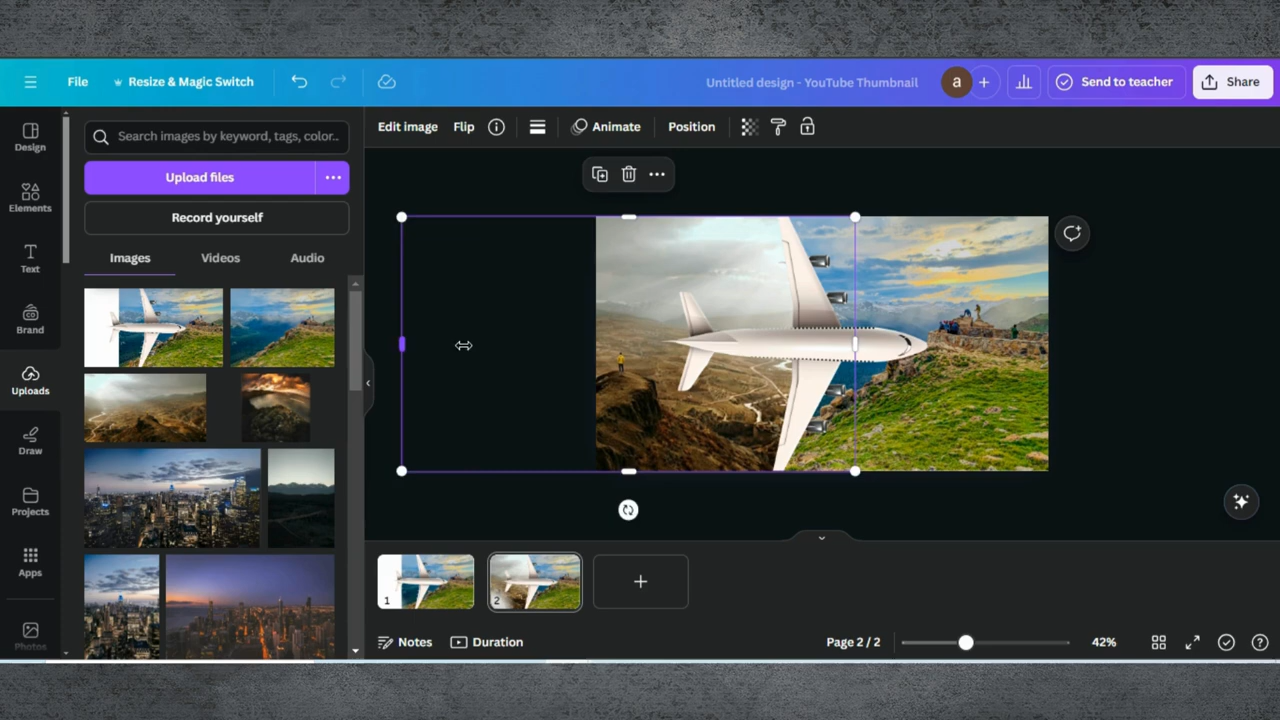 File
Resize & Magic Switch
Untitled design - YouTube Thumbnail
a
Send to teacher
Share
Design
Elements
Text
Brand
Uploads
Draw
Projects
Apps
Photos
Search images by keyword, tags, color...
Upload files
Record yourself
Images
Videos
Audio
Edit image
Flip
Animate
Position
1
2
Notes
Duration
Page 2 / 2
42%